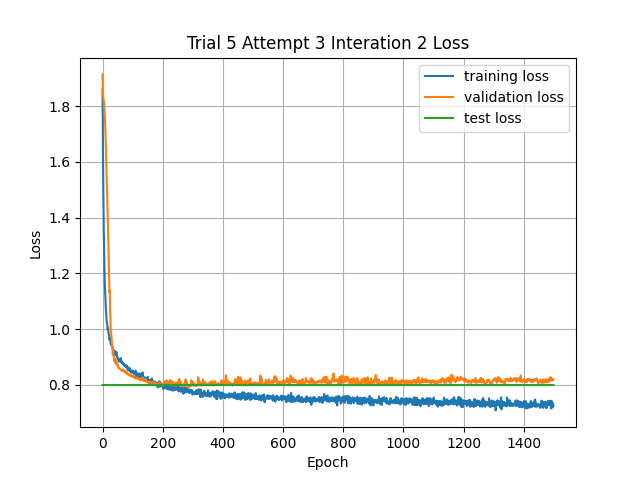 Trial 5 Attempt 3 Interation 2 Loss
training loss
validation loss
test loss
Loss
1.8
1.6
1.4
1.2
1.0
0.8
0 200 400 600 800 1000 1200 1400
Epoch